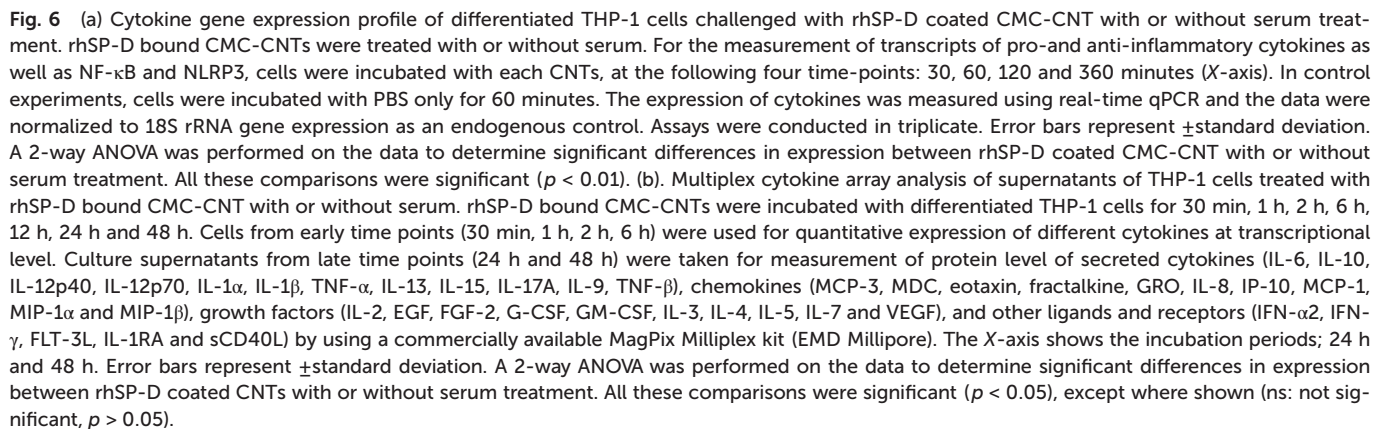 Fig. 6 (a) Cytokine gene expression profile of differentiated THP-1 cells challenged with rhSP-D coated CMC-CNT with or without serum treat-
ment. rhSP-D bound CMC-CNTs were treated with or without serum. For the measurement of transcripts of pro-and anti-inflammatory cytokines as
well as NF-κB and NLRP3, cells were incubated with each CNTs, at the following four time-points: 30, 60, 120 and 360 minutes (X-axis). In control
experiments, cells were incubated with PBS only for 60 minutes. The expression of cytokines was measured using real-time qPCR and the data were
normalized to 18S rRNA gene expression as an endogenous control. Assays were conducted in triplicate. Error bars represent ±standard deviation.
A 2-way ANOVA was performed on the data to determine significant differences in expression between rhSP-D coated CMC-CNT with or without
serum treatment. All these comparisons were significant (p < 0.01). (b). Multiplex cytokine array analysis of supernatants of THP-1 cells treated with
rhSP-D bound CMC-CNT with or without serum. rhSP-D bound CMC-CNTs were incubated with differentiated THP-1 cells for 30 min, 1 h, 2 h, 6 h,
12 h, 24 h and 48 h. Cells from early time points (30 min, 1 h, 2 h, 6 h) were used for quantitative expression of different cytokines at transcriptional
level. Culture supernatants from late time points (24 h and 48 h) were taken for measurement of protein level of secreted cytokines (IL-6, IL-10,
IL-12p40, IL-12p70, IL-1α, IL-1β, TNF-α, IL-13, IL-15, IL-17A, IL-9, TNF-β), chemokines (MCP-3, MDC, eotaxin, fractalkine, GRO, IL-8, IP-10, MCP-1,
MIP-1α and MIP-1β), growth factors (IL-2, EGF, FGF-2, G-CSF, GM-CSF, IL-3, IL-4, IL-5, IL-7 and VEGF), and other ligands and receptors (IFN-α2, IFN-
γ, FLT-3L, IL-1RA and sCD40L) by using a commercially available MagPix Milliplex kit (EMD Millipore). The X-axis shows the incubation periods; 24 h
and 48 h. Error bars represent ±standard deviation. A 2-way ANOVA was performed on the data to determine significant differences in expression
between rhSP-D coated CNTs with or without serum treatment. All these comparisons were significant (p < 0.05), except where shown (ns: not sig-
nificant, p > 0.05).